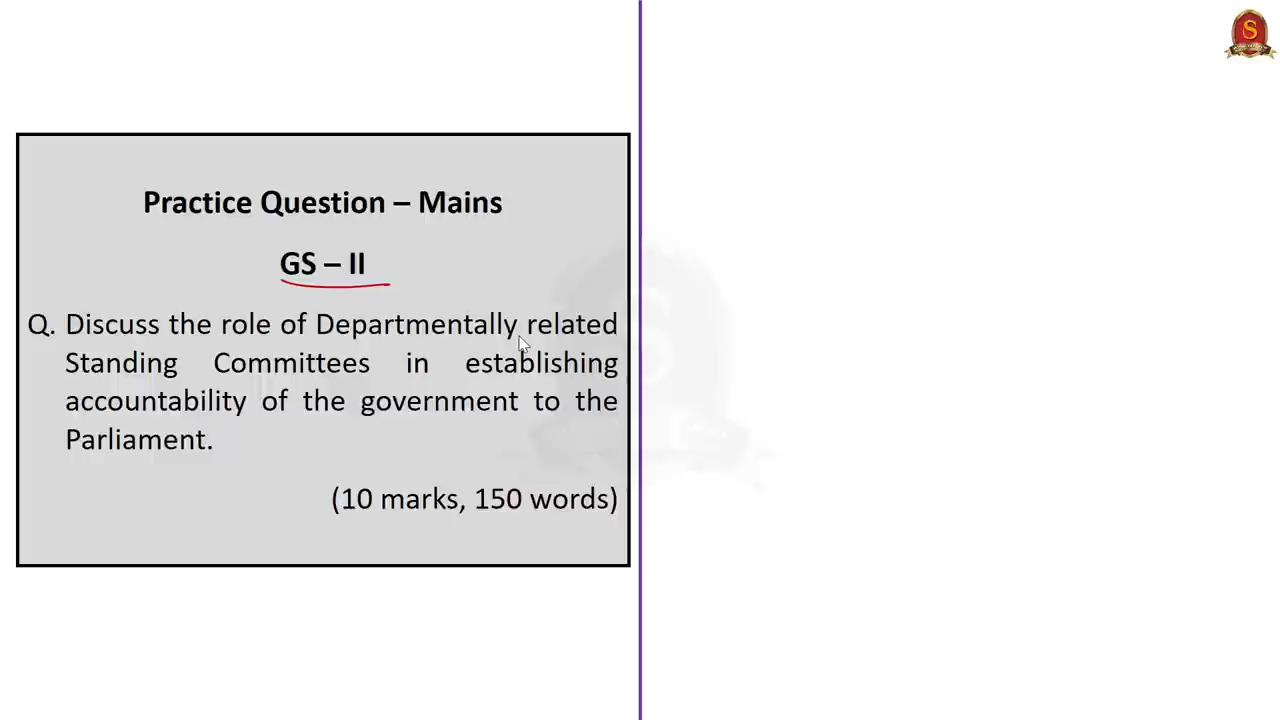 S
Practice Question – Mains
GS – II
Q. Discuss the role of Departmentally related
Standing Committees in establishing
accountability of the government to the
Parliament.
(10 marks, 150 words)